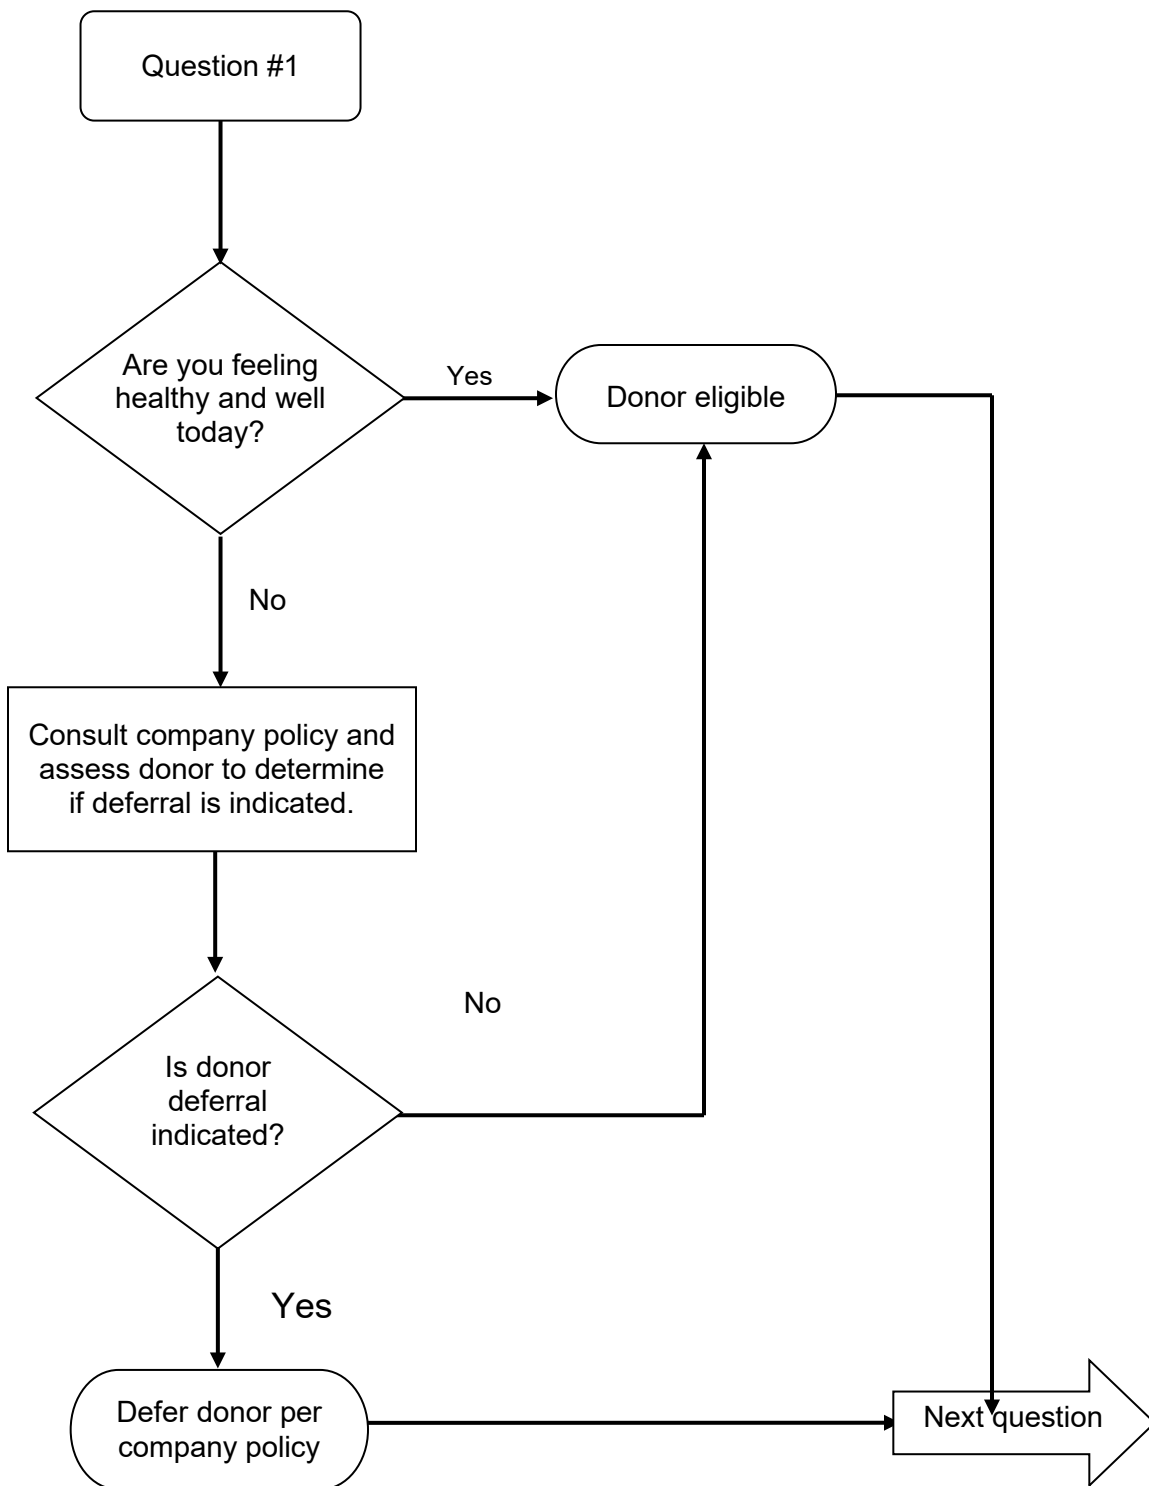 Question #1
Are you feeling
healthy and well
today?
Yes
Donor eligible
No
Consult company policy and
assess donor to determine
if deferral is indicated.
No
Is donor
deferral
indicated?
Yes
Defer donor per
company policy
Next question